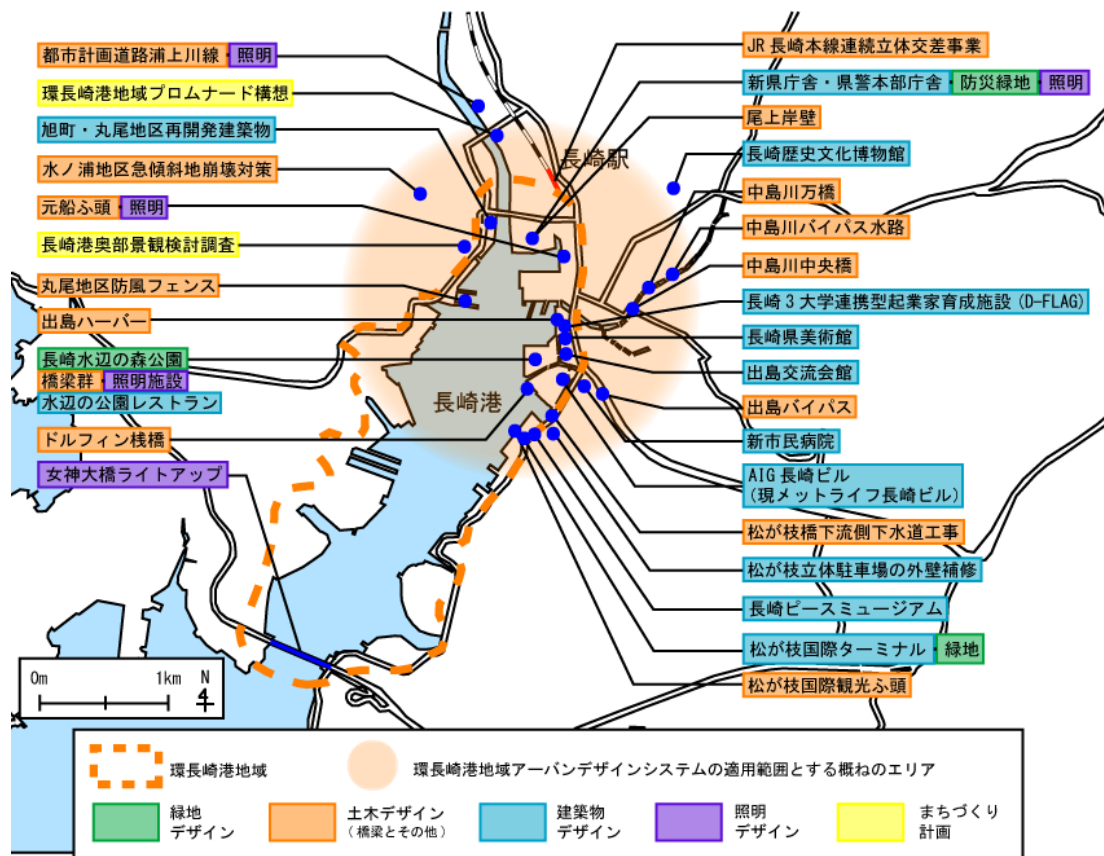 都市計画道路浦上川線・照明
環長崎港地域プロムナード構想
旭町・丸尾地区再開発建築物
水ノ浦地区急傾斜地崩壊対策
元船ふ頭・照明
長崎港奥部景観検討調査
丸尾地区防風フェンス
出島ハーバー
長崎水辺の森公園
橋梁群・照明施設
水辺の公園レストラン
ドルフィン桟橋
女神大橋ライトアップ
長崎駅
長崎港
JR長崎本線連続立体交差事業
新県庁舎・県警本部庁舎・防災緑地・照明
尾上岸壁
長崎歴史文化博物館
中島川万橋
中島川バイパス水路
中島川中央橋
長崎3大学連携型起業家育成施設(D-FLAG)
長崎県美術館
出島交流会館
出島バイパス
新市民病院
AIG長崎ビル
(現メットライフ長崎ビル)
松が枝橋下流側下水道工事
松が枝立体駐車場の外壁補修
長崎ピースミュージアム
松が枝国際ターミナル・緑地
松が枝国際観光ふ頭
0m 1km N
環長崎港地域
環長崎港地域アーバンデザインシステムの適用範囲とする概ねのエリア
緑地
デザイン
土木デザイン
(橋梁とその他)
建築物
デザイン
照明
デザイン
まちづくり
計画